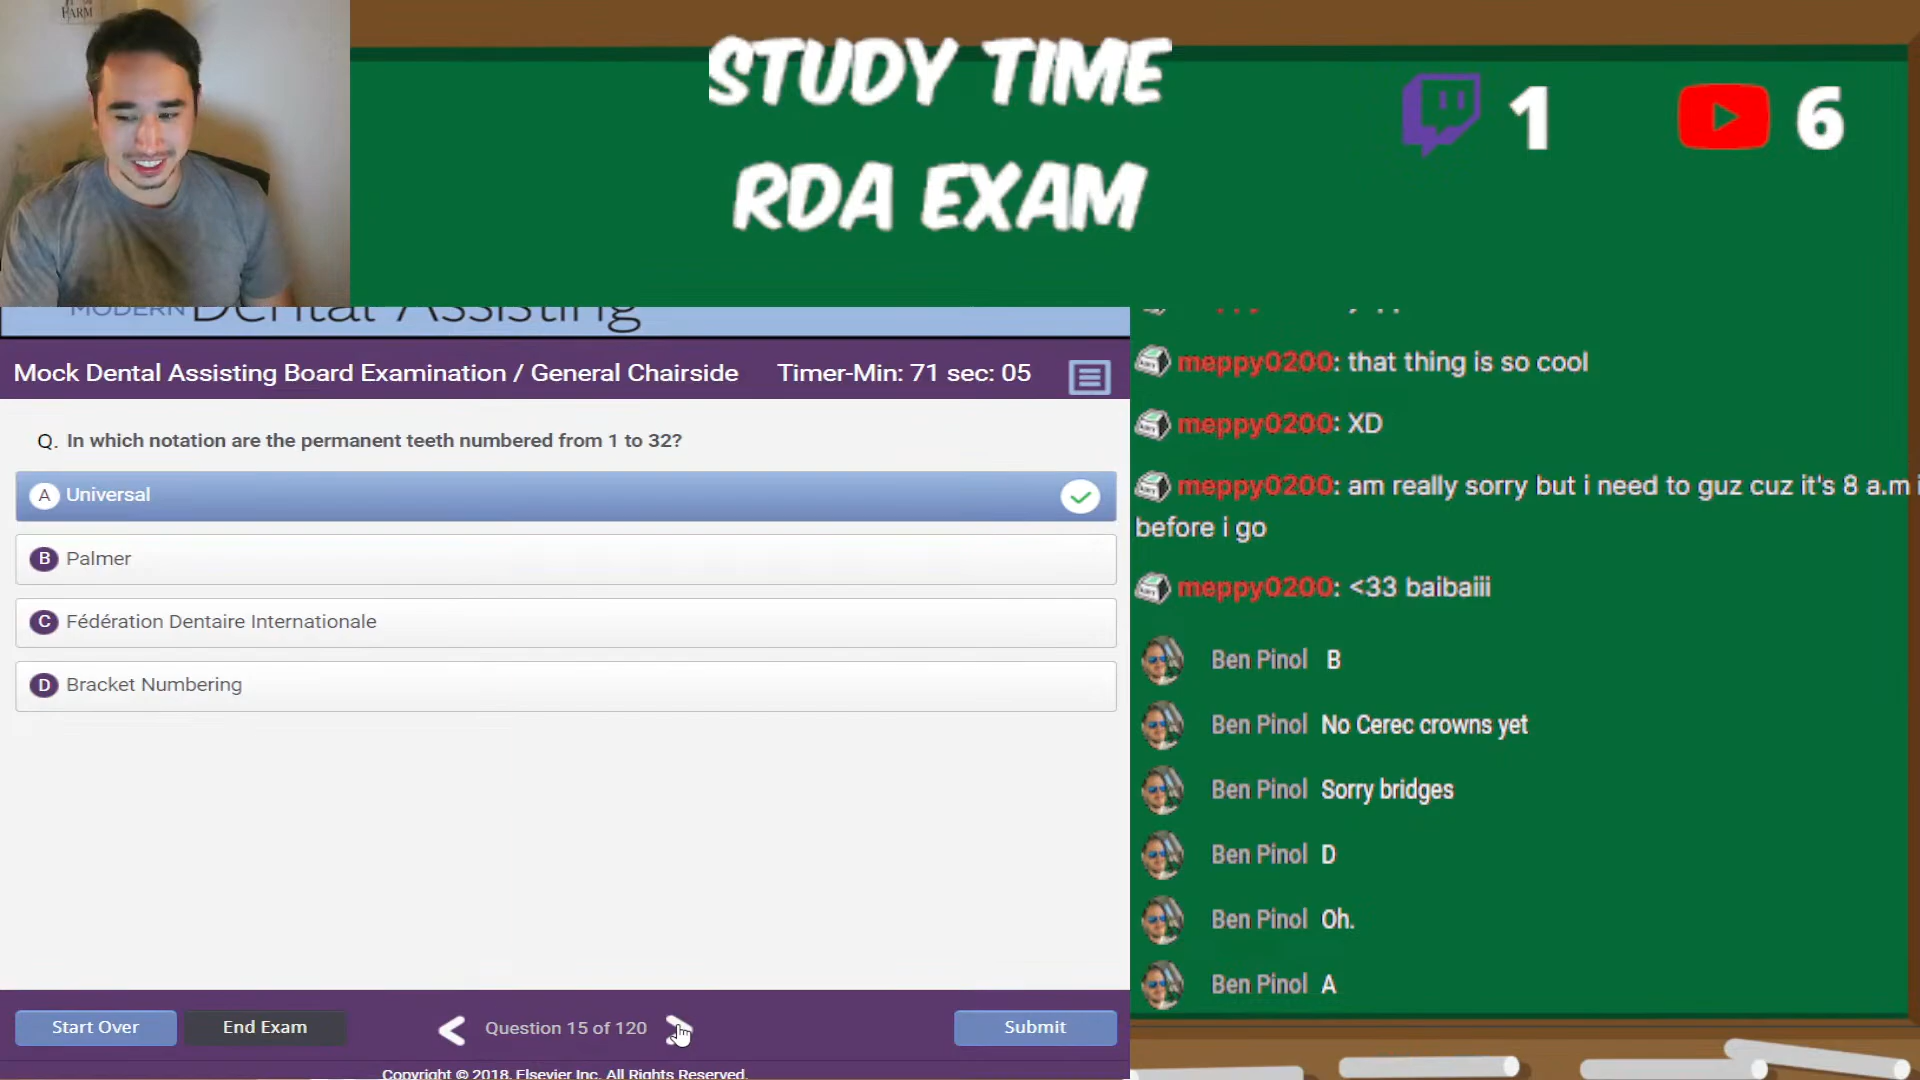 FARM
STUDY TIME
RDA EXAM
1
6
MODERN Dental Assisting
Mock Dental Assisting Board Examination / General Chairside
Timer-Min: 71 sec: 05
Q. In which notation are the permanent teeth numbered from 1 to 32?
A Universal
B Palmer
C Fédération Dentaire Internationale
D Bracket Numbering
Start Over
End Exam
Question 15 of 120
Submit
Copyright © 2018, Elsevier Inc. All Rights Reserved.
meppy0200: that thing is so cool
meppy0200: XD
meppy0200: am really sorry but i need to guz cuz it's 8 a.m i
before i go
meppy0200: <33 baibaiii
Ben Pinol B
Ben Pinol No Cerec crowns yet
Ben Pinol Sorry bridges
Ben Pinol D
Ben Pinol Oh.
Ben Pinol A